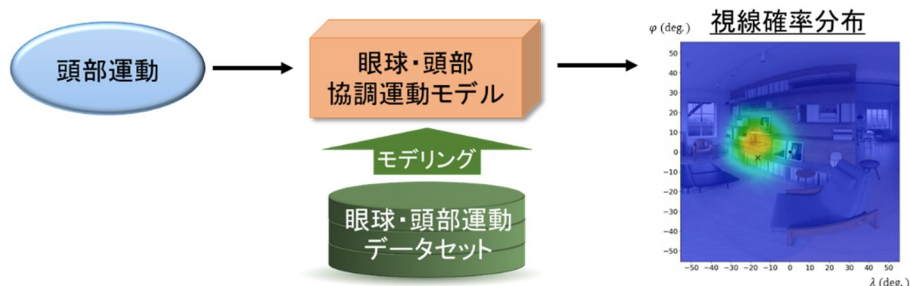 頭部運動
眼球・頭部
協調運動モデル
モデリング
眼球・頭部運動
データセット
視線確率分布
φ (deg.)
50
40
30
20
10
0
−10
−20
−30
−40
−50
−50 −40 −30 −20 −10 0 10 20 30 40 50
λ (deg.)